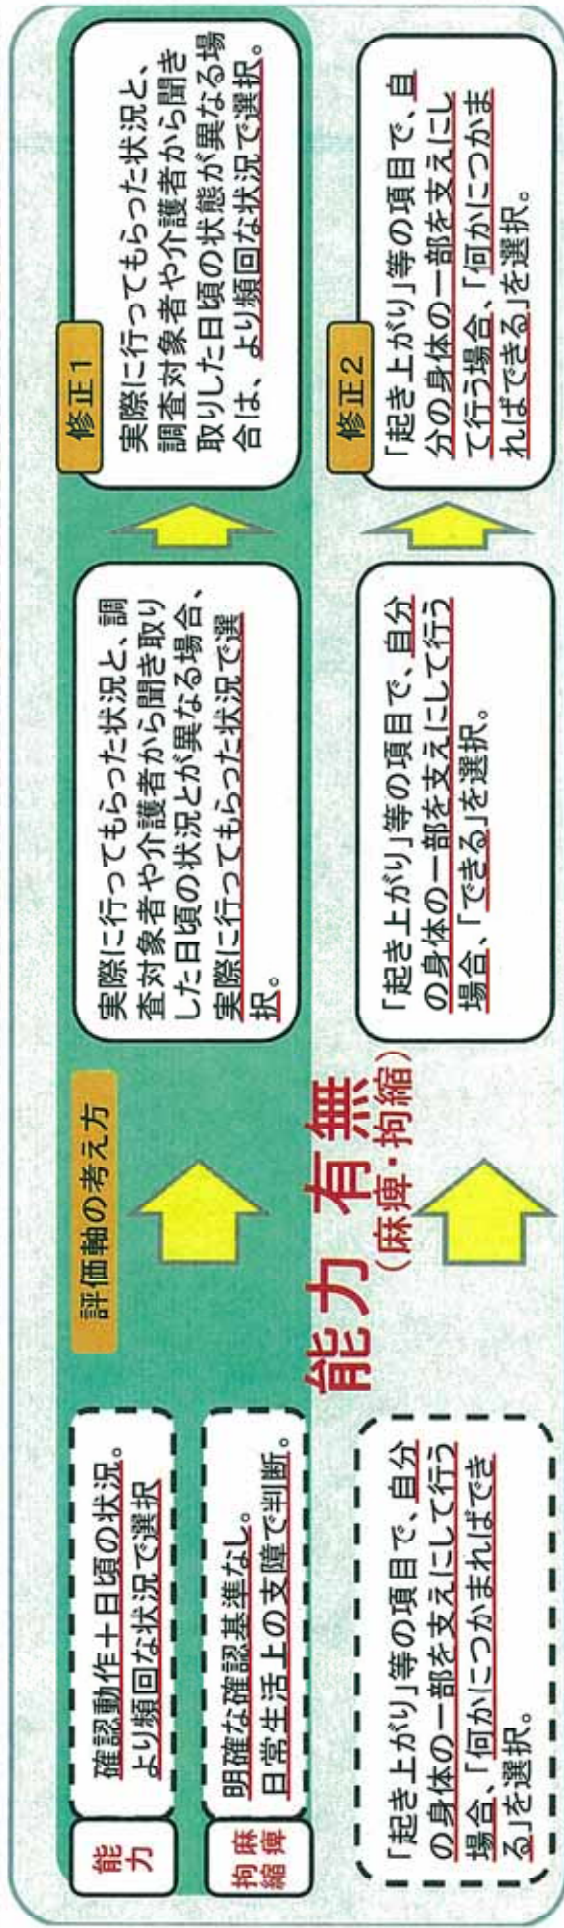 能力
確認動作+日頃の状況。
より頻回な状況で選択
麻痺
拘縮
明確な確認基準なし。
日常生活上の支障で判断。
「起き上がり」等の項目で、自分
の身体の一部を支えにして行う
場合、「何かにつかまればでき
る」を選択。
評価軸の考え方
能力 有無
（麻痺・拘縮）
実際に行ってもらった状況と、調
査対象者や介護者から聞き取り
した日頃の状況とが異なる場合、
実際に行ってもらった状況で選
択。
「起き上がり」等の項目で、自分
の身体の一部を支えにして行う
場合、「できる」を選択。
修正1
実際に行ってもらった状況と、
調査対象者や介護者から聞き
取りした日頃の状態が異なる場
合は、より頻回な状況で選択。
修正2
「起き上がり」等の項目で、自
分の身体の一部を支えにし
て行う場合、「何かにつかま
ればできる」を選択。